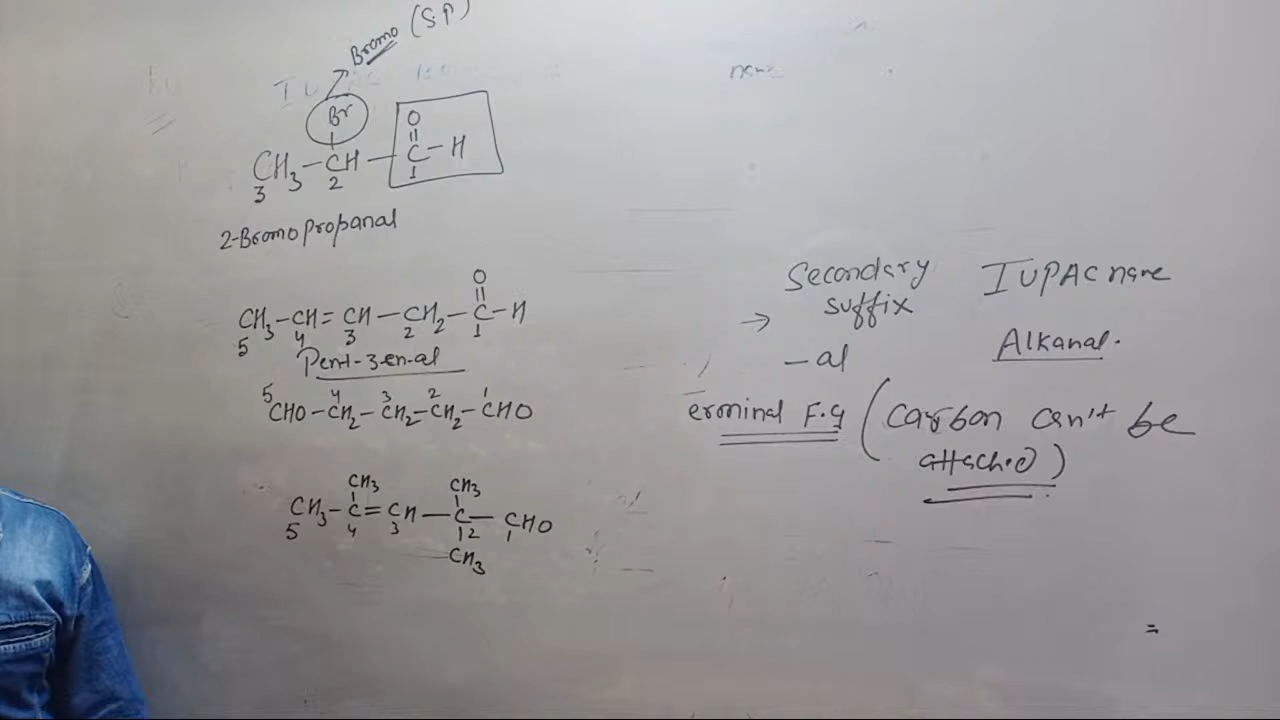 Bromo (S.P)
Br
O
||
CH3-CH-C-H
3 2 1
2-Bromopropanal
O
||
CH3-CH=CH-CH2-C-H
5 4 3 2 1
Pent-3-en-al
5 4 3 2 1
CHO-CH2-CH2-CH2-CHO
CH3 CH3
CH3-C=CH-C-CHO
5 4 3 2 1
CH3
Secondary IUPAC name
suffix
→
-al Alkanal.
erminal F.G (Carbon can't be
attached)
=